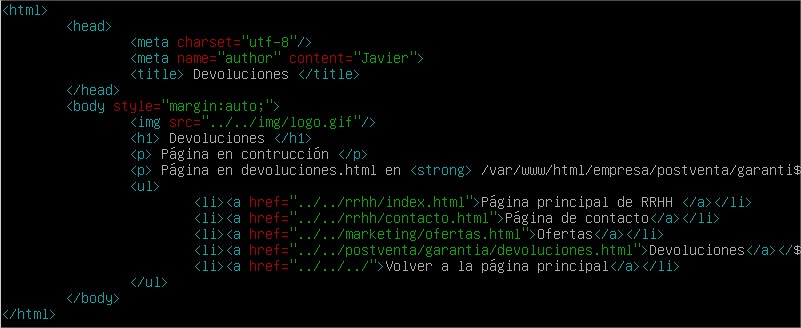 <html>
<head>
<meta charset="utf-8"/>
<meta name="author" content="Javier">
<title> Devoluciones </title>
</head>
<body style="margin:auto;">
<img src="../../img/logo.gif"/>
<h1> Devoluciones </h1>
<p> Página en contrucción </p>
<p> Página en devoluciones.html en <strong> /var/www/html/empresa/postventa/garanti$
<ul>
<li><a href="../../rrhh/index.html">Página principal de RRHH </a></li>
<li><a href="../../rrhh/contacto.html">Página de contacto</a></li>
<li><a href="../../marketing/ofertas.html">Ofertas</a></li>
<li><a href="../../postventa/garantia/devoluciones.html">Devoluciones</a></$
<li><a href="../../../">Volver a la página principal</a></li>
</ul>
</body>
</html>